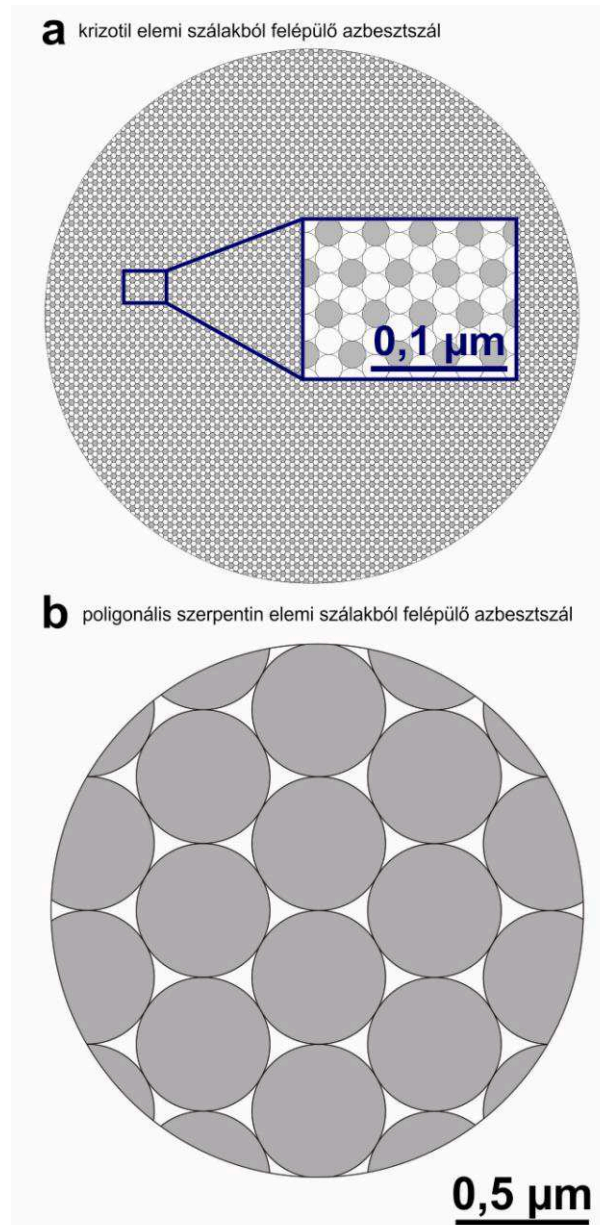 a krizotil elemi szálakból felépülő azbesztszál
0,1 µm
b poligonális szerpentin elemi szálakból felépülő azbesztszál
0,5 µm